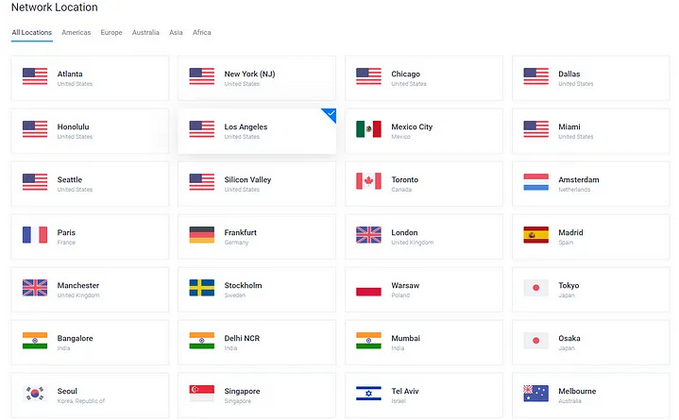 Network Location
All Locations Americas Europe Australia Asia Africa
Atlanta
United States
New York (NJ)
United States
Chicago
United States
Dallas
United States
Honolulu
United States
Los Angeles
United States
Mexico City
Mexico
Miami
United States
Seattle
United States
Silicon Valley
United States
Toronto
Canada
Amsterdam
Netherlands
Paris
France
Frankfurt
Germany
London
United Kingdom
Madrid
Spain
Manchester
United Kingdom
Stockholm
Sweden
Warsaw
Poland
Tokyo
Japan
Bangalore
India
Delhi NCR
India
Mumbai
India
Osaka
Japan
Seoul
Korea, Republic of
Singapore
Singapore
Tel Aviv
Israel
Melbourne
Australia